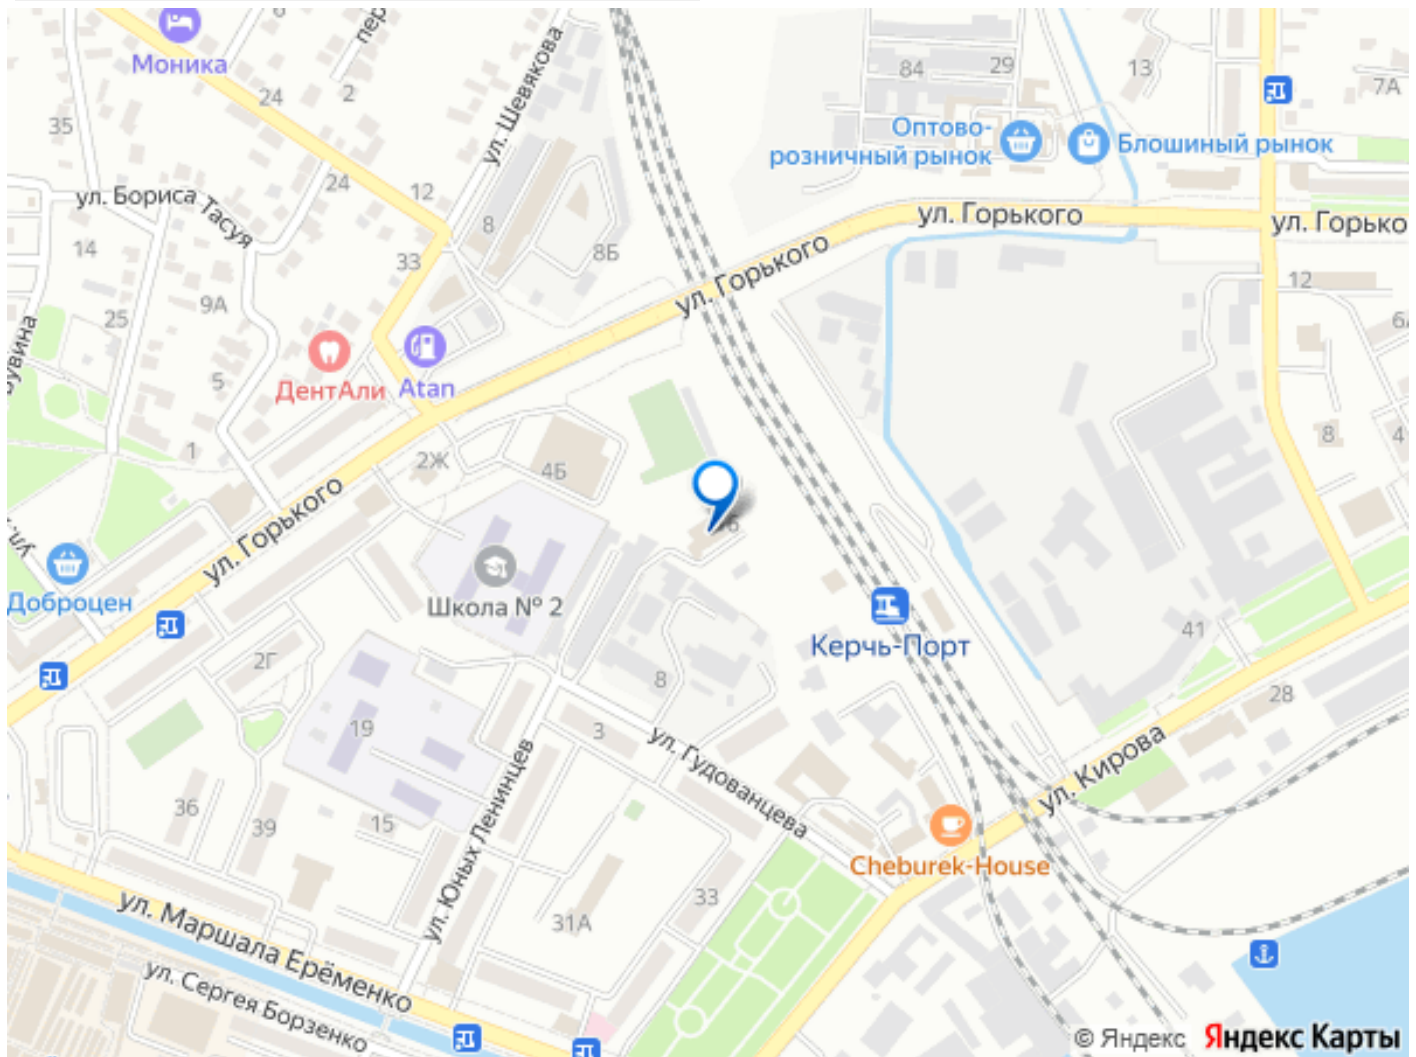 Моника
пер
6
ул. Шевякова
84
29
13
7А
2
24
35
Оптово-
розничный рынок
Блошиный рынок
ул. Бориса Тасуя
24
12
8
8Б
ул. Горького
ул. Горько
14
33
ул. Горького
12
9А
25
6
увина
5
ДентАли
Atan
1
2Ж
4Б
8
4
ул. Горького
Б
ул.
Школа № 2
Доброцен
Керчь-Порт
41
2Г
8
28
19
3
ул. Гудованцева
ул. Кирова
36
39
15
ул. Юных Ленинцев
Cheburek-House
33
31А
ул. Маршала Ерёменко
ул. Сергея Борзенко
© Яндекс Яндекс Карты